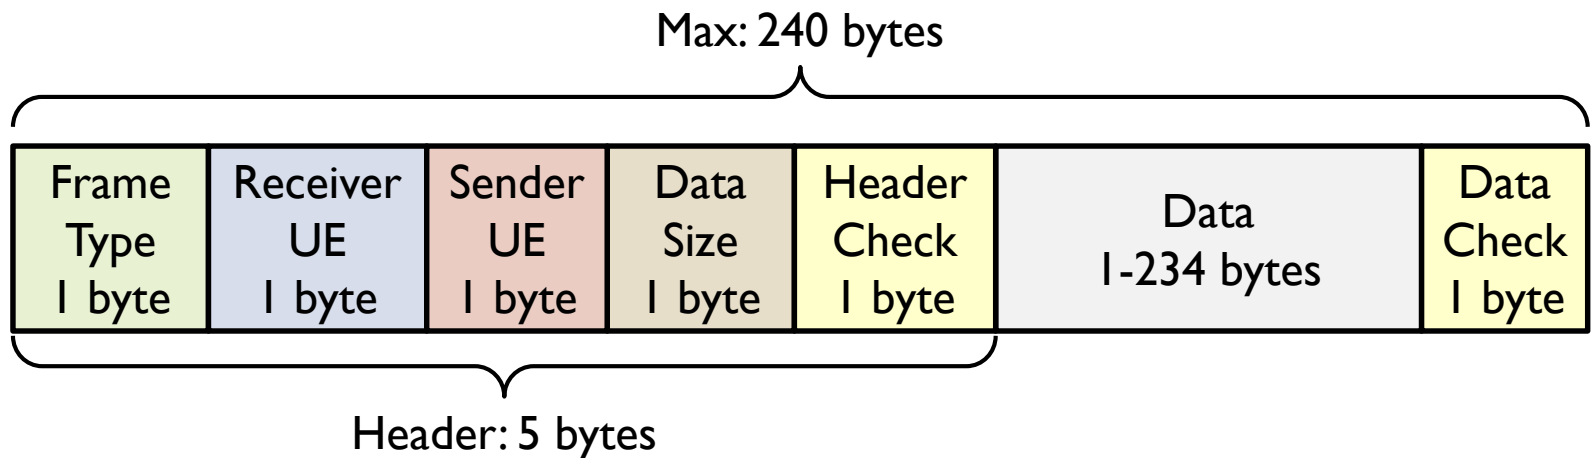 Max: 240 bytes
Frame
Type
1 byte
Receiver
UE
1 byte
Sender
UE
1 byte
Data
Size
1 byte
Header
Check
1 byte
Data
1-234 bytes
Data
Check
1 byte
Header: 5 bytes